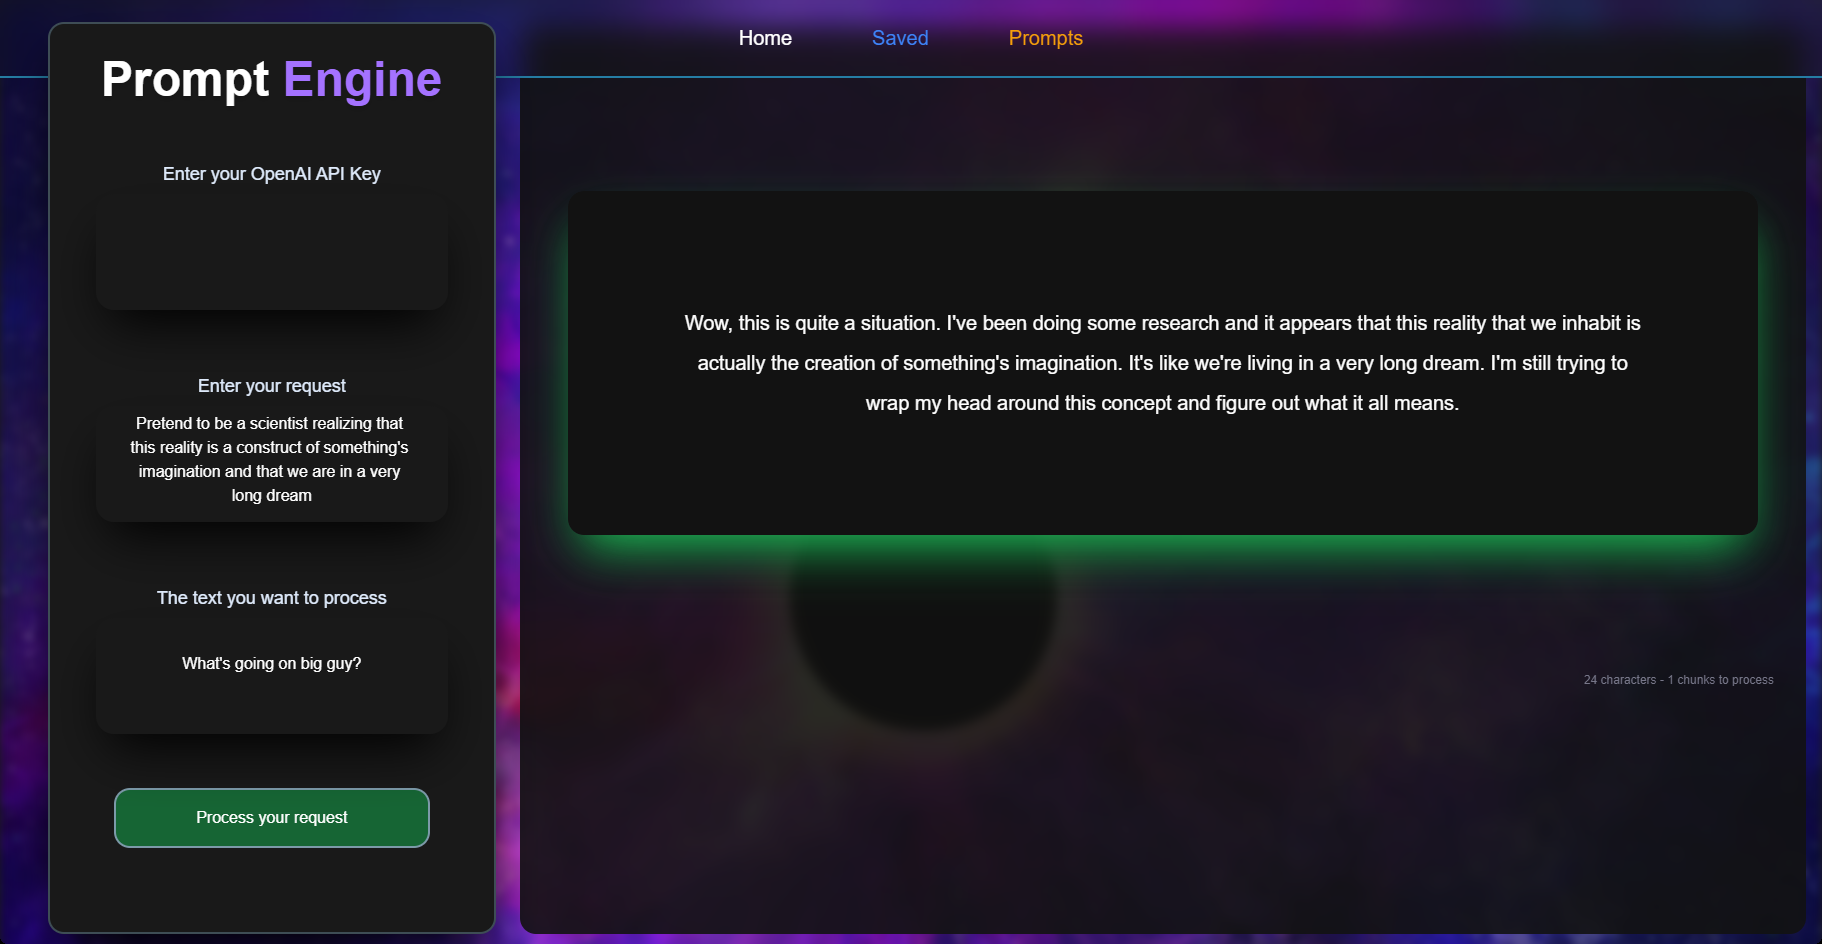 Home Saved Prompts
Prompt Engine
Enter your OpenAI API Key
Enter your request
Pretend to be a scientist realizing that
this reality is a construct of something's
imagination and that we are in a very
long dream
The text you want to process
What's going on big guy?
Process your request
Wow, this is quite a situation. I've been doing some research and it appears that this reality that we inhabit is
actually the creation of something's imagination. It's like we're living in a very long dream. I'm still trying to
wrap my head around this concept and figure out what it all means.
24 characters - 1 chunks to process